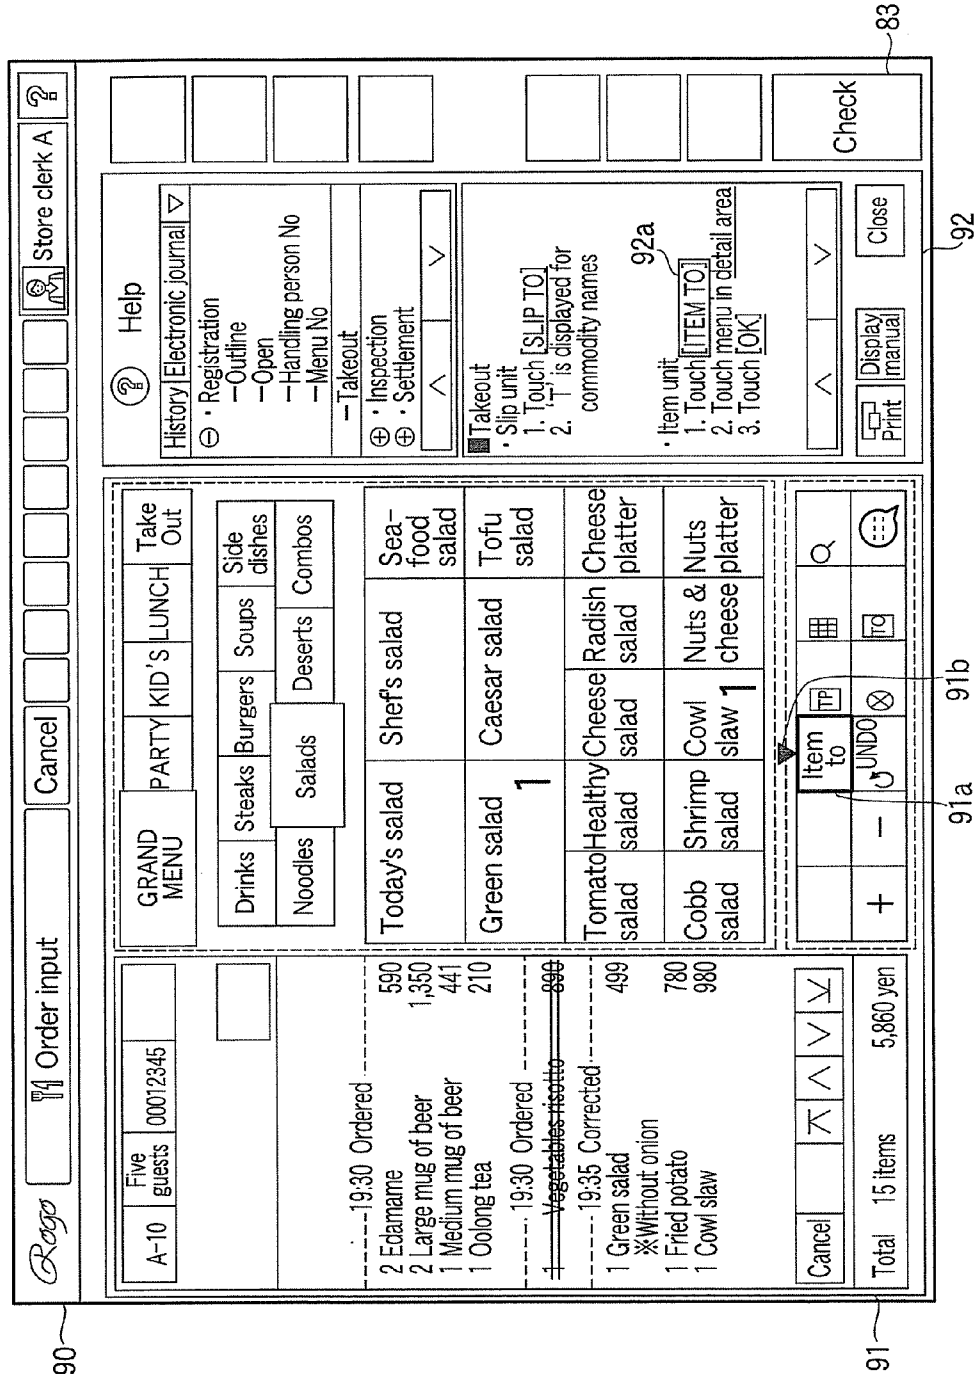 90
Rogo
Order input
Cancel
Store clerk A
?
A-10
Five guests
00012345
19:30 Ordered
2 Edamame 590
2 Large mug of beer 1,350
1 Medium mug of beer 441
1 Oolong tea 210
19:30 Ordered
1 Vegetables risotto 890
19:35 Corrected
1 Green salad 499
※Without onion
1 Fried potato 780
1 Cowl slaw 980
Cancel
Total 15 items 5,860 yen
91
GRAND MENU
PARTY
KID'S
LUNCH
Take Out
Drinks
Steaks
Burgers
Soups
Side dishes
Noodles
Salads
Deserts
Combos
Today's salad
Shef's salad
Sea-food salad
Green salad 1
Caesar salad
Tofu salad
Tomato salad
Healthy salad
Cheese salad
Radish salad
Cheese platter
Cobb salad
Shrimp salad
Cowl slaw 1
Nuts & cheese
Nuts platter
Item to
TP
+
−
UNDO
TO
91a
91b
? Help
History
Electronic journal ▽
⊖・Registration
—Outline
—Open
—Handling person No
—Menu No
—Takeout
⊕・Inspection
⊕・Settlement
■Takeout
・Slip unit
1. Touch [SLIP TO]
2. 'T' is displayed for
commodity names
92a
・Item unit
1. Touch [ITEM TO]
2. Touch menu in detail area
3. Touch [OK]
Print
Display manual
Close
92
Check
83